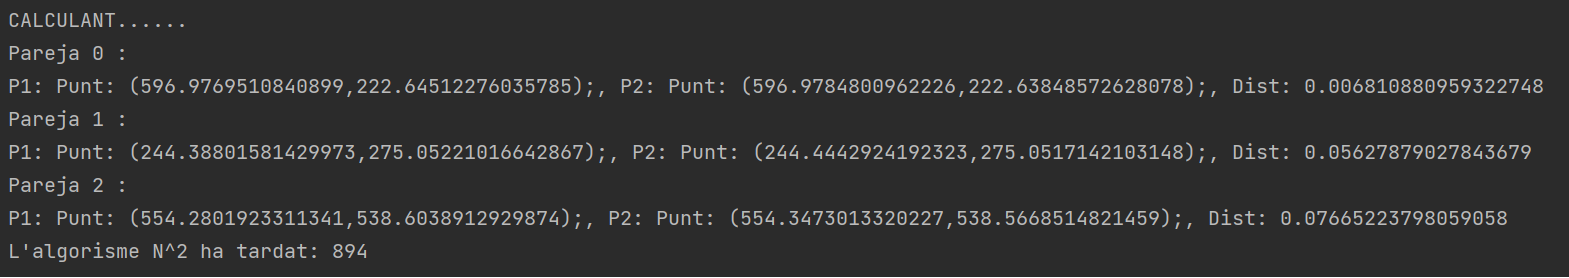 CALCULANT......
Pareja 0 :
P1: Punt: (596.9769510840899,222.64512276035785);, P2: Punt: (596.9784800962226,222.63848572628078);, Dist: 0.006810880959322748
Pareja 1 :
P1: Punt: (244.38801581429973,275.05221016642867);, P2: Punt: (244.4442924192323,275.0517142103148);, Dist: 0.05627879027843679
Pareja 2 :
P1: Punt: (554.2801923311341,538.6038912929874);, P2: Punt: (554.3473013320227,538.5668514821459);, Dist: 0.07665223798059058
L'algorisme N^2 ha tardat: 894